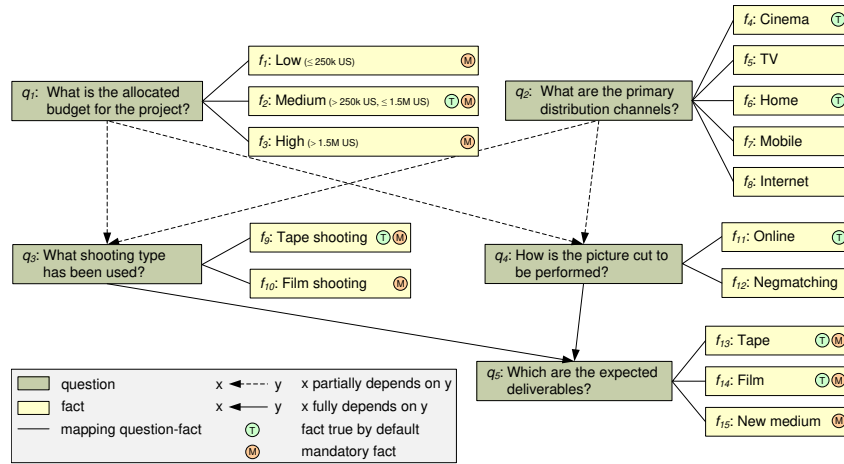 q1: What is the allocated
budget for the project?
f1: Low (≤ 250k US) M
f2: Medium (> 250k US, ≤ 1.5M US) T M
f3: High (> 1.5M US) M
q2: What are the primary
distribution channels?
f4: Cinema T
f5: TV
f6: Home T
f7: Mobile
f8: Internet
q3: What shooting type
has been used?
f9: Tape shooting T M
f10: Film shooting M
q4: How is the picture cut to
be performed?
f11: Online T
f12: Negmatching
q5: Which are the expected
deliverables?
f13: Tape T M
f14: Film T M
f15: New medium M
question
fact
mapping question-fact
x y x partially depends on y
x y x fully depends on y
T fact true by default
M mandatory fact